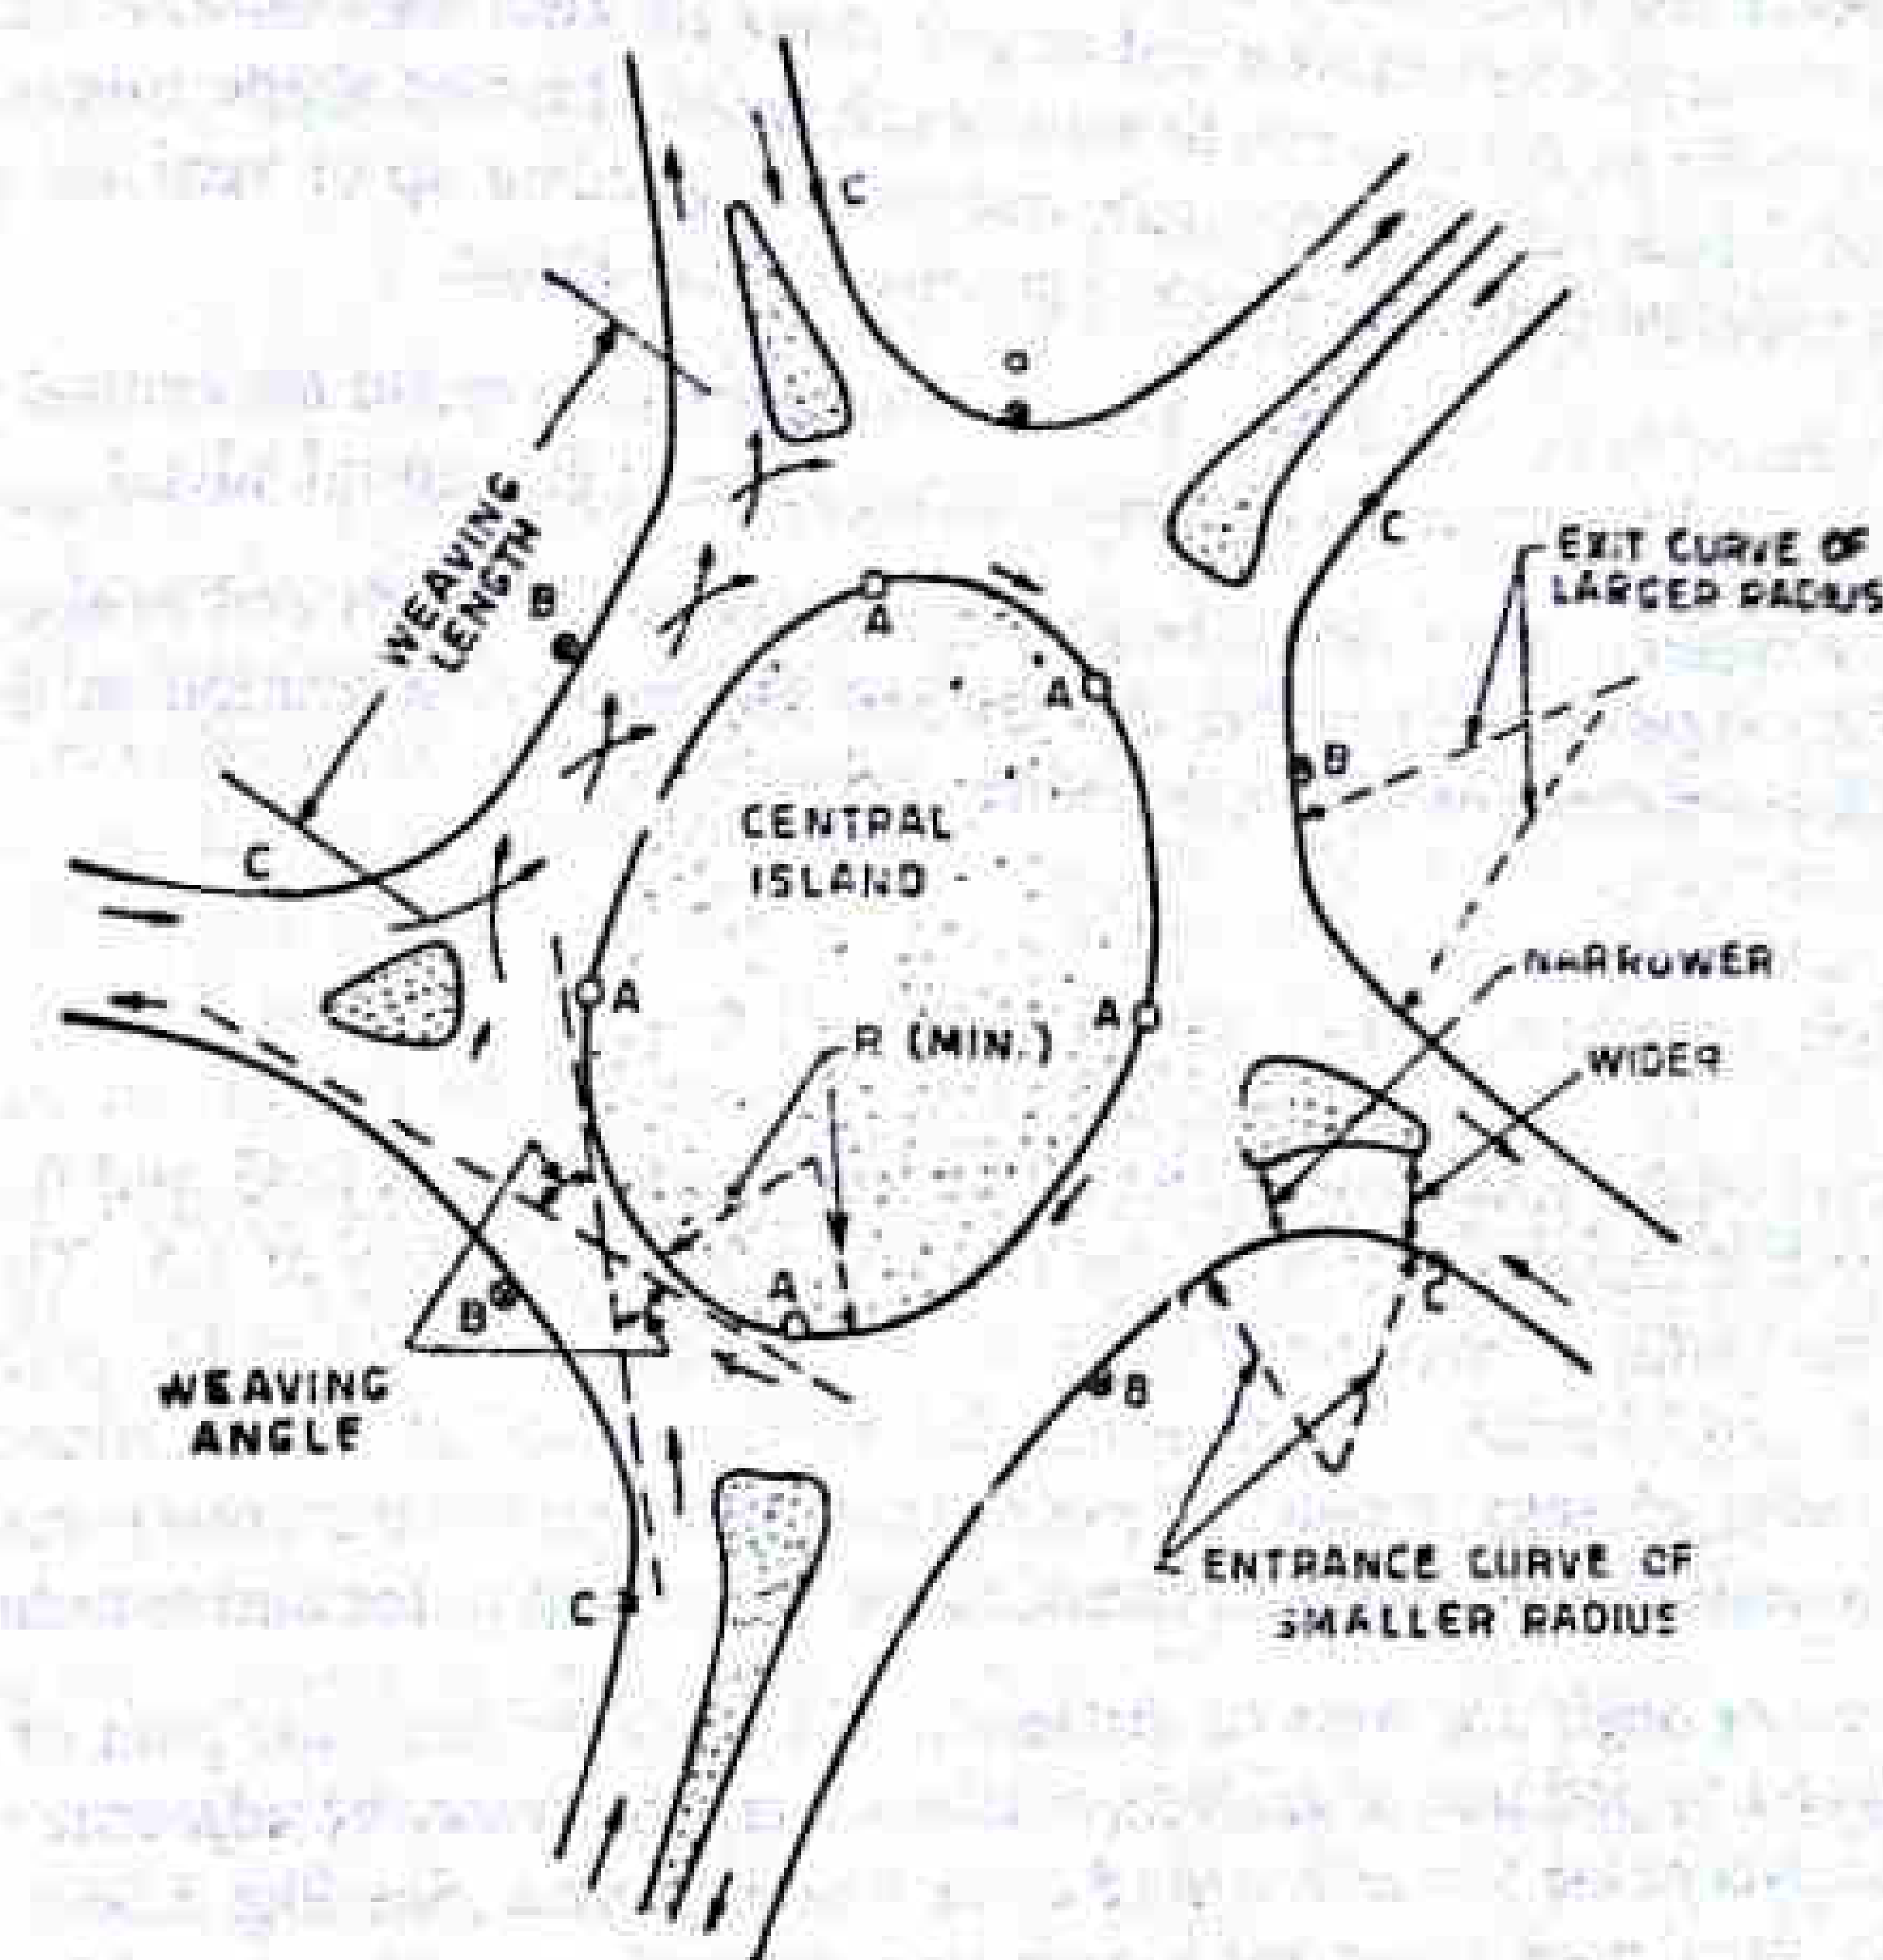 C
WEAVING
LENGTH
B
EXIT CURVE OF
LARGER RADIUS
C
A
A
B
CENTRAL
ISLAND
C
NARROWER
A
A
R (MIN.)
WIDER
B
A
C
B
WEAVING
ANGLE
ENTRANCE CURVE OF
SMALLER RADIUS
C